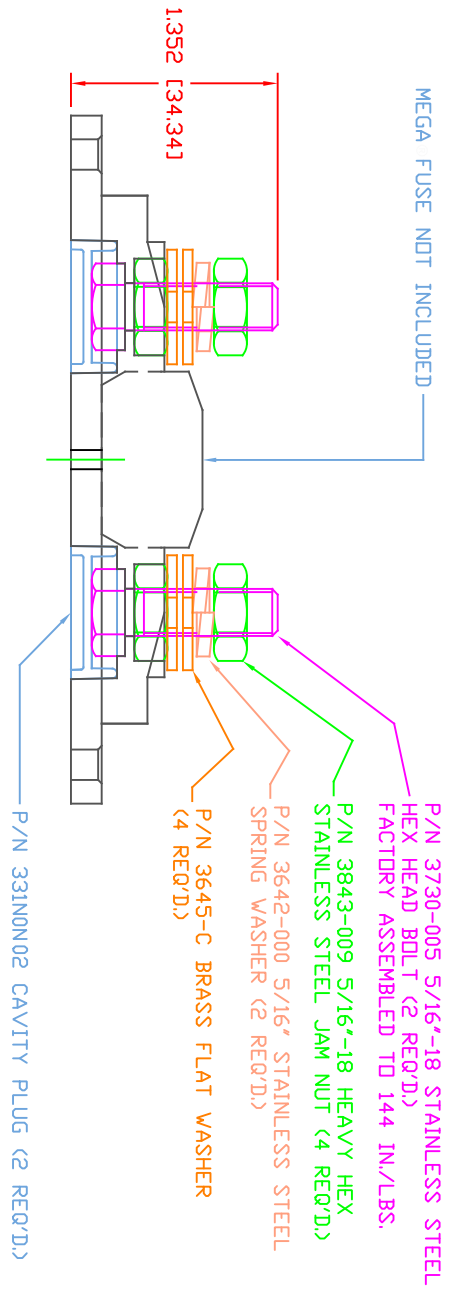 1.352 [34.34]
MEGA FUSE NOT INCLUDED
P/N 3730-005 5/16"-18 STAINLESS STEEL
HEX HEAD BOLT (2 REQ'D.)
FACTORY ASSEMBLED TO 144 IN./LBS.
P/N 3843-009 5/16"-18 HEAVY HEX
STAINLESS STEEL JAM NUT (4 REQ'D.)
P/N 3642-000 5/16" STAINLESS STEEL
SPRING WASHER (2 REQ'D.)
P/N 3645-C BRASS FLAT WASHER
(4 REQ'D.)
P/N 331N0N02 CAVITY PLUG (2 REQ'D.)